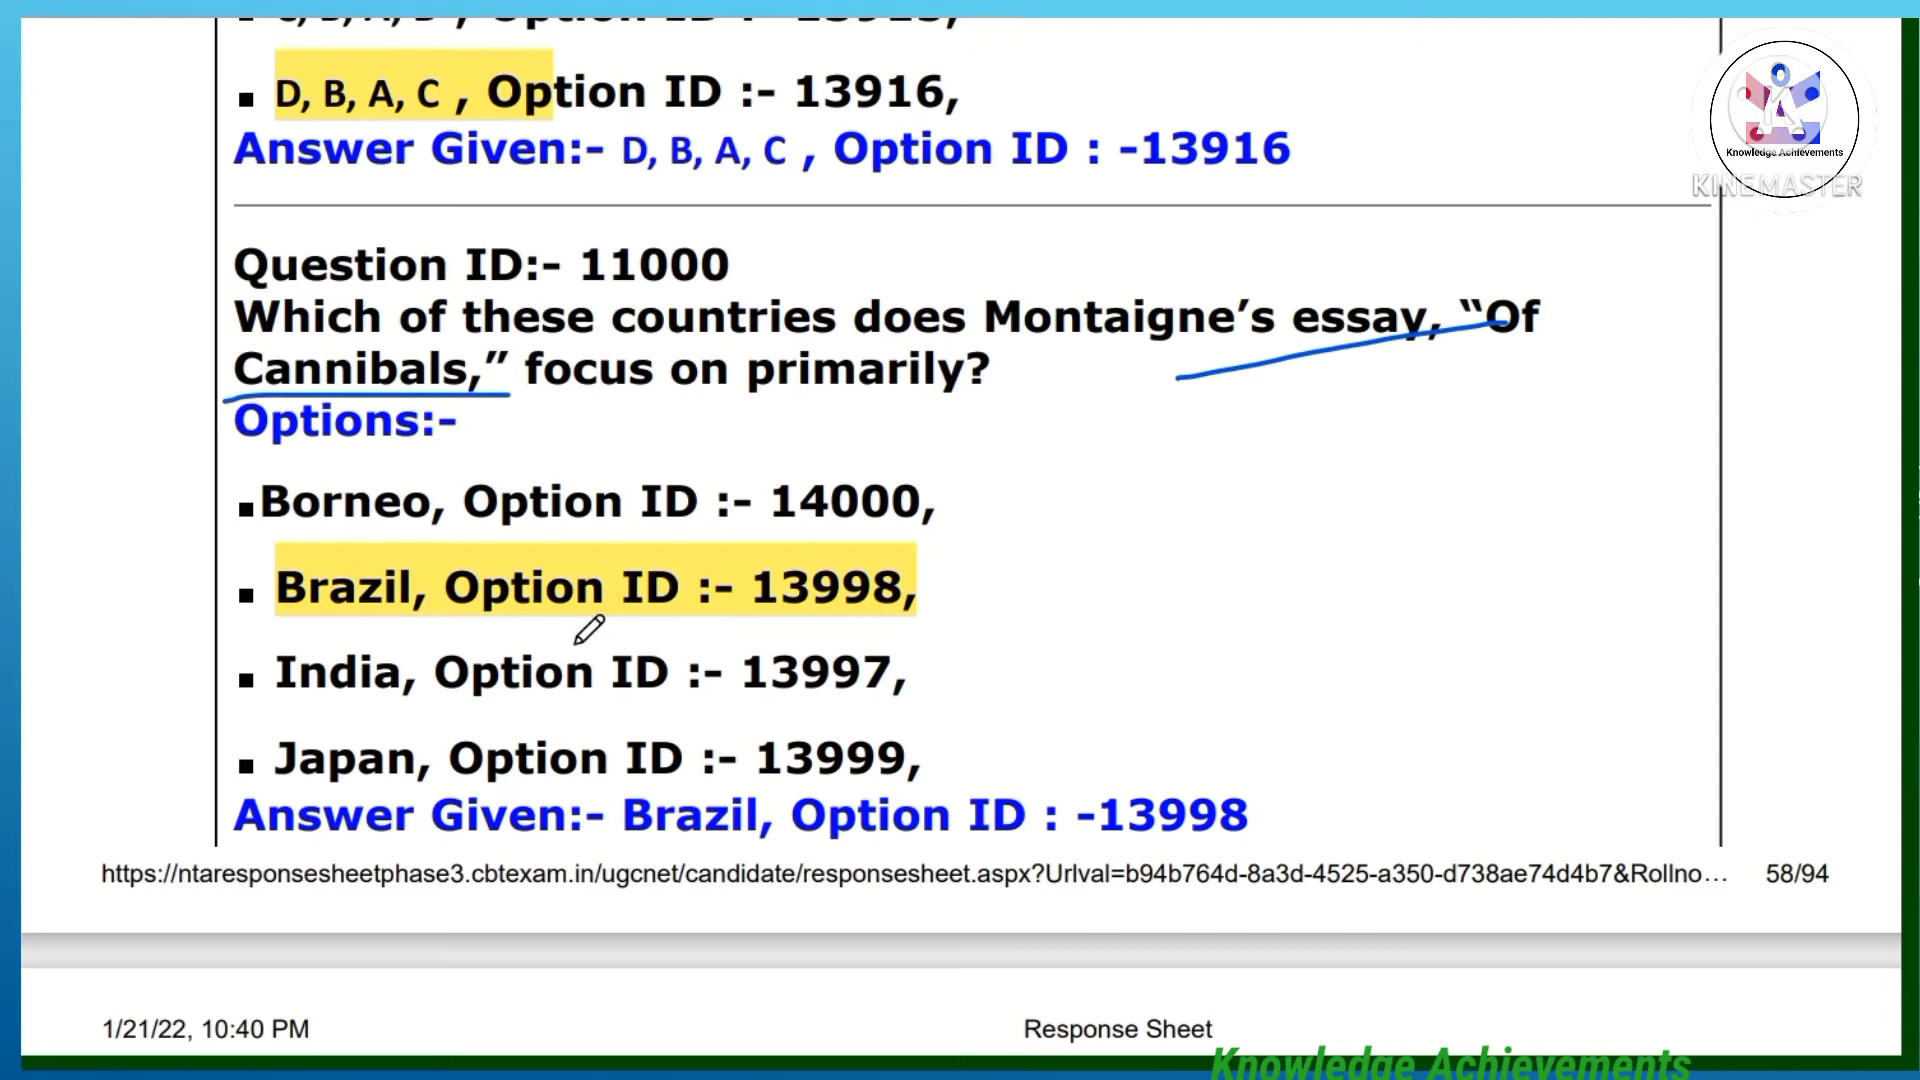 D, B, A, C , Option ID :- 13916,
Answer Given:- D, B, A, C , Option ID : -13916
Knowledge Achievements
KINEMASTER
Question ID:- 11000
Which of these countries does Montaigne’s essay, “Of
Cannibals,” focus on primarily?
Options:-
Borneo, Option ID :- 14000,
Brazil, Option ID :- 13998,
India, Option ID :- 13997,
Japan, Option ID :- 13999,
Answer Given:- Brazil, Option ID : -13998
https://ntaresponsesheetphase3.cbtexam.in/ugcnet/candidate/responsesheet.aspx?Urlval=b94b764d-8a3d-4525-a350-d738ae74d4b7&Rollno… 58/94
1/21/22, 10:40 PM Response Sheet
Knowledge Achievements